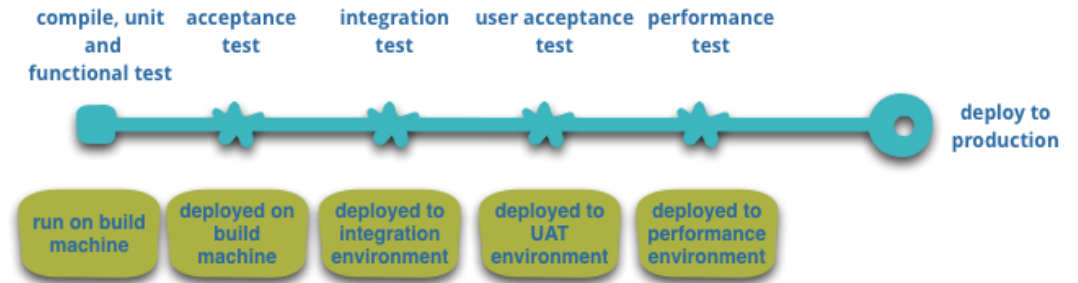 compile, unit
and
functional test
acceptance
test
integration
test
user acceptance
test
performance
test
deploy to
production
run on build
machine
deployed on
build
machine
deployed to
integration
environment
deployed to
UAT
environment
deployed to
performance
environment